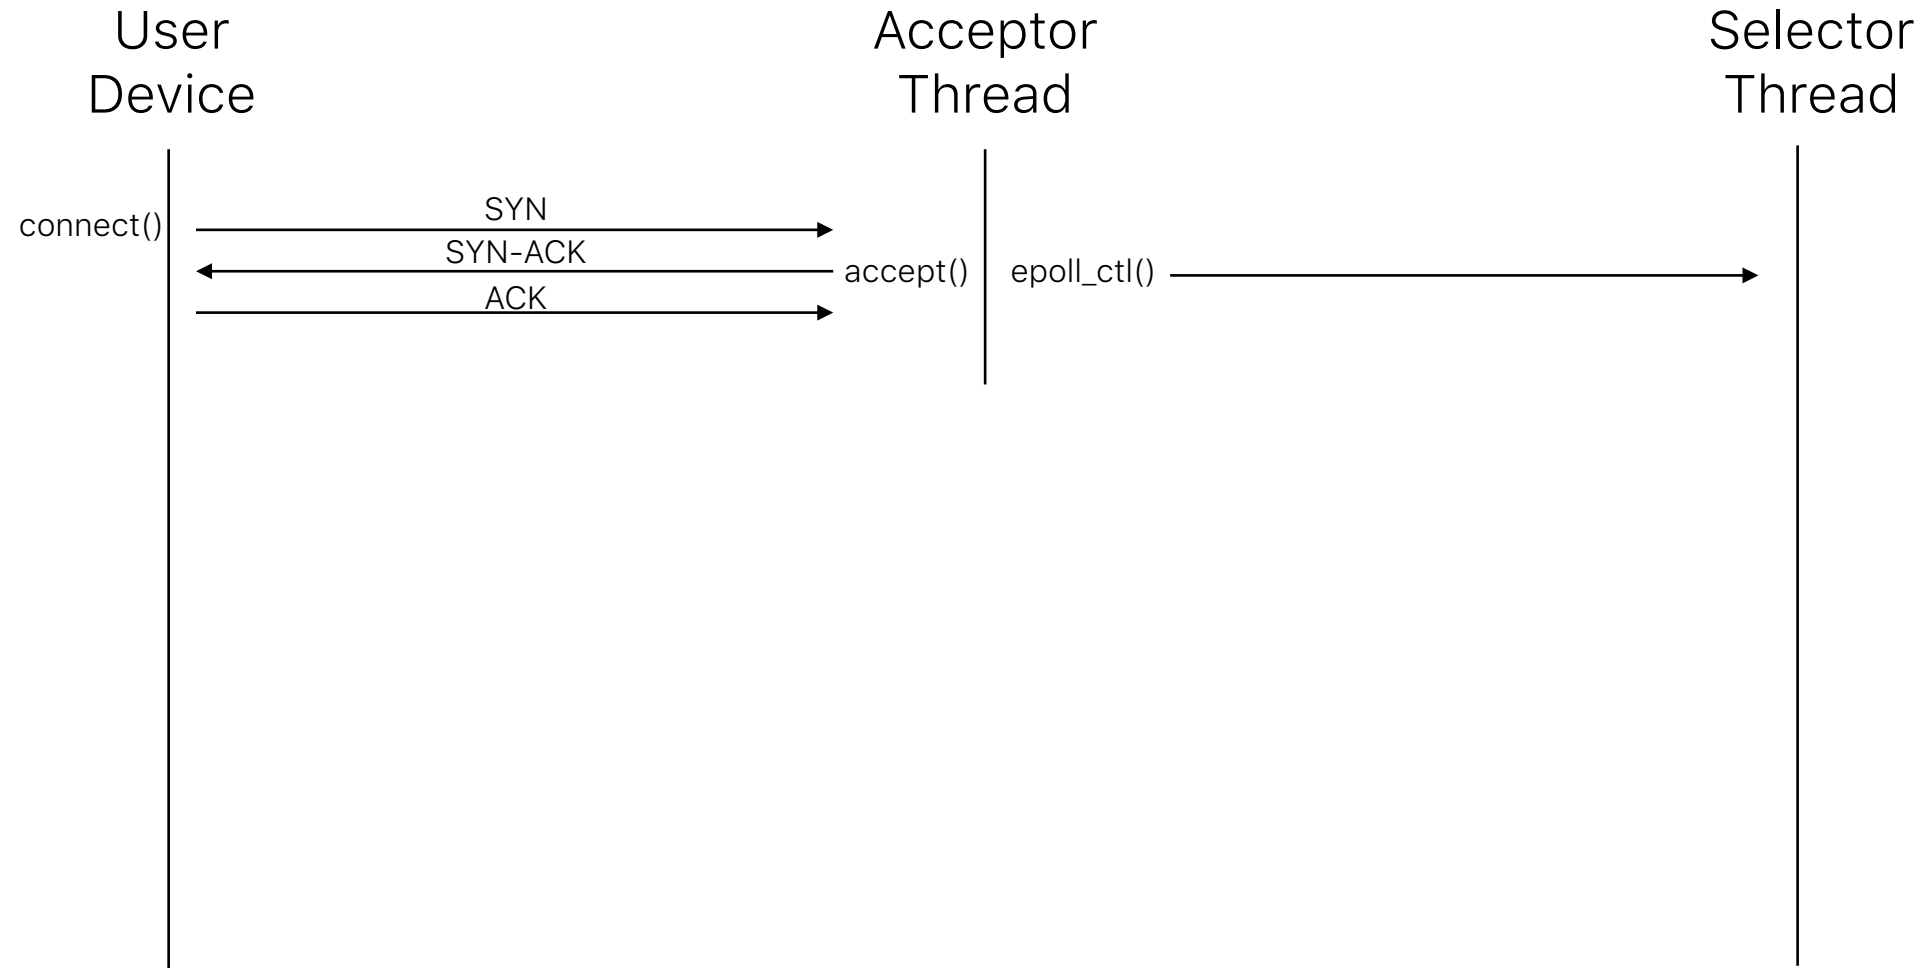 User
Device
Acceptor
Thread
Selector
Thread
connect()
SYN
SYN-ACK
ACK
accept()
epoll_ctl()